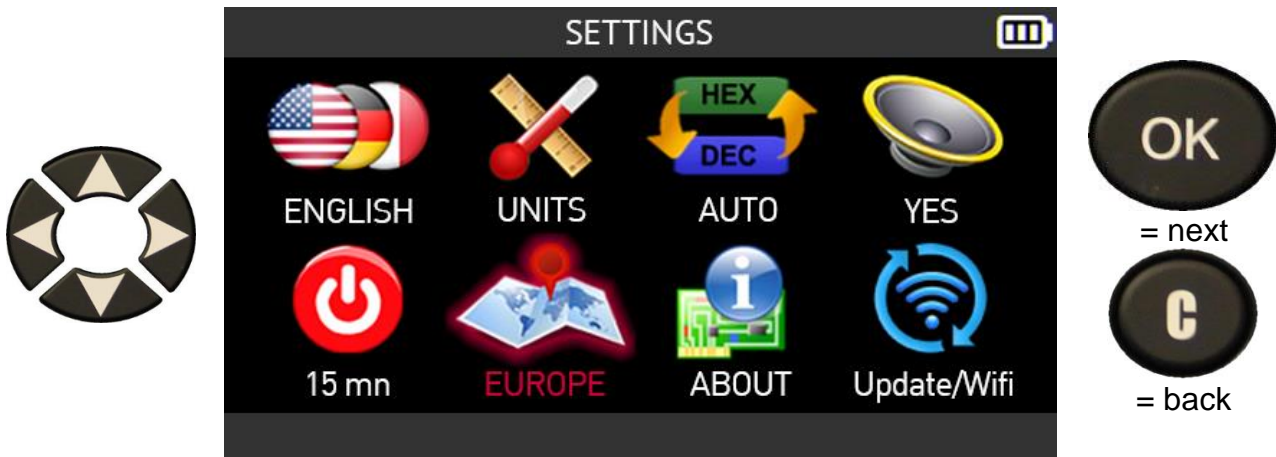 SETTINGS
HEX
DEC
ENGLISH UNITS AUTO YES
15 mn EUROPE ABOUT Update/Wifi
OK
= next
C
= back